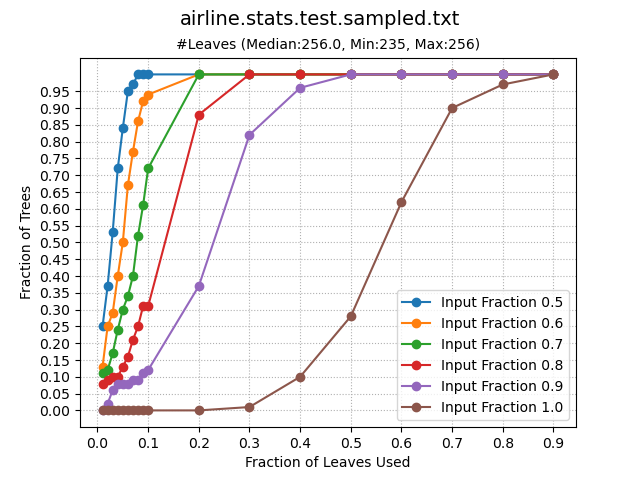 airline.stats.test.sampled.txt
#Leaves (Median:256.0, Min:235, Max:256)
Fraction of Trees
0.95
0.90
0.85
0.80
0.75
0.70
0.65
0.60
0.55
0.50
0.45
0.40
0.35
0.30
0.25
0.20
0.15
0.10
0.05
0.00
Input Fraction 0.5
Input Fraction 0.6
Input Fraction 0.7
Input Fraction 0.8
Input Fraction 0.9
Input Fraction 1.0
0.0 0.1 0.2 0.3 0.4 0.5 0.6 0.7 0.8 0.9
Fraction of Leaves Used